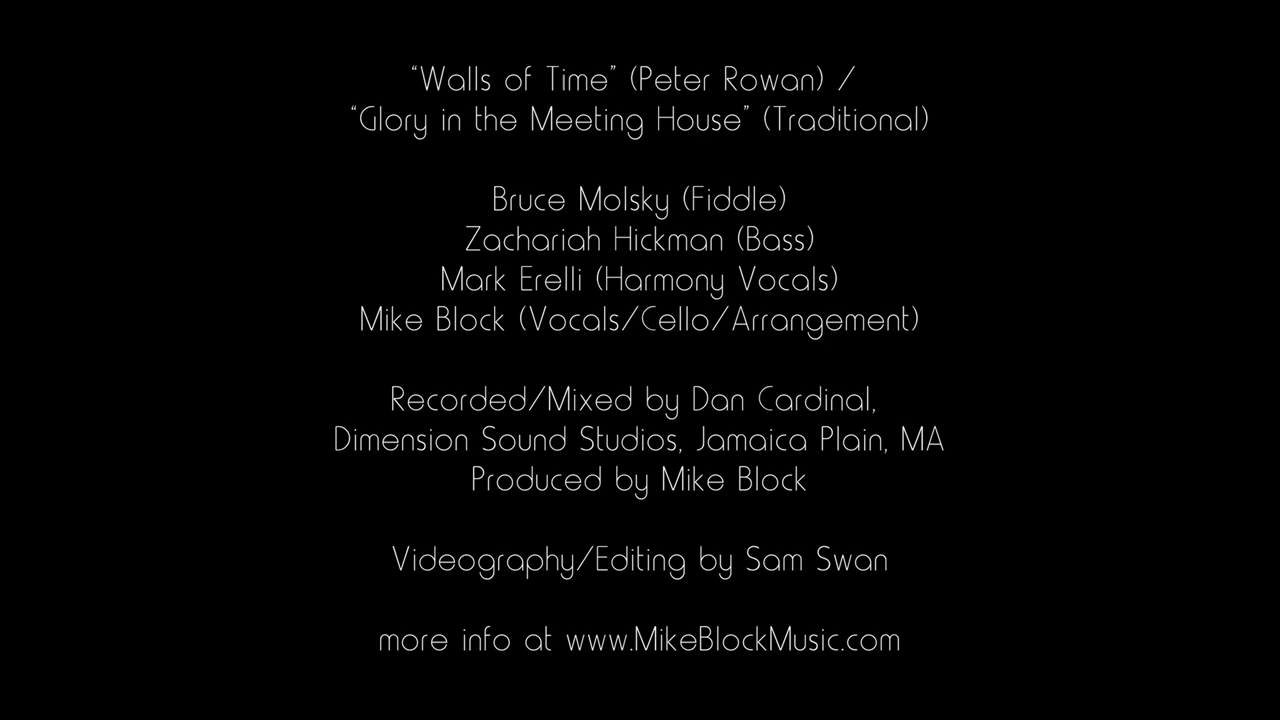 “Walls of Time” (Peter Rowan) /
“Glory in the Meeting House” (Traditional)
Bruce Molsky (Fiddle)
Zachariah Hickman (Bass)
Mark Erelli (Harmony Vocals)
Mike Block (Vocals/Cello/Arrangement)
Recorded/Mixed by Dan Cardinal,
Dimension Sound Studios, Jamaica Plain, MA
Produced by Mike Block
Videography/Editing by Sam Swan
more info at www.MikeBlockMusic.com